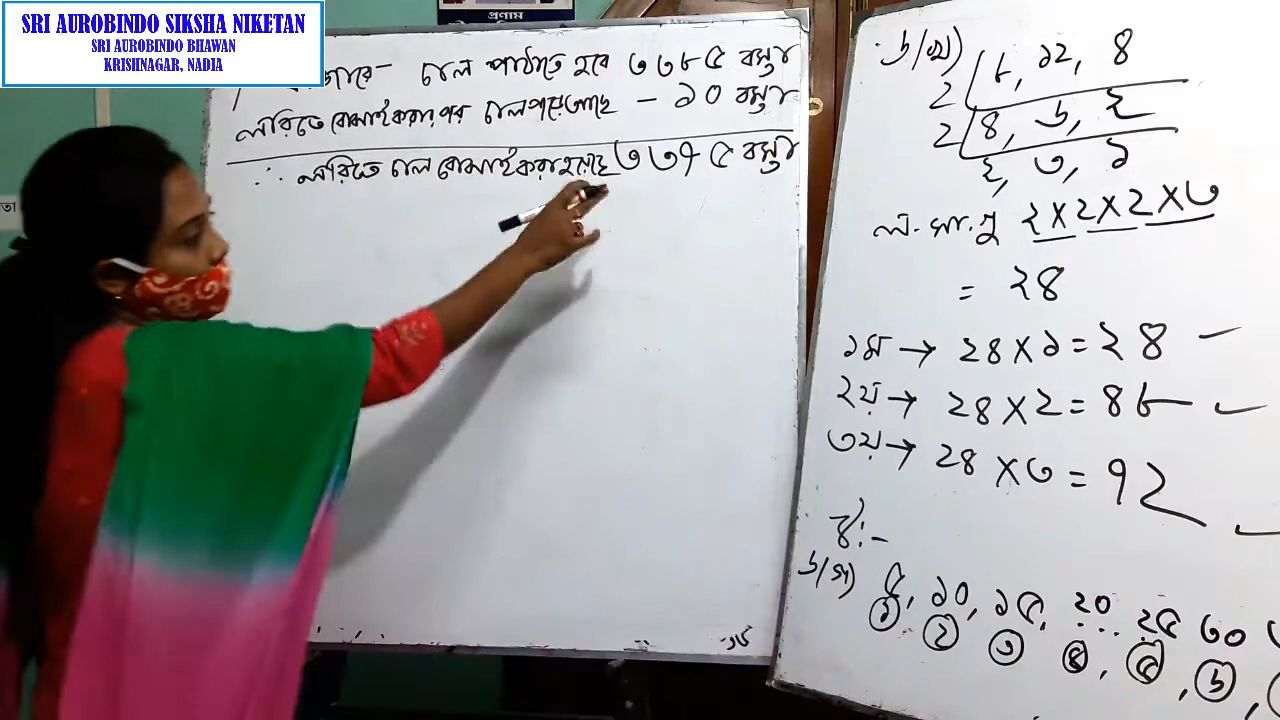 SRI AUROBINDO SIKSHA NIKETAN
SRI AUROBINDO BHAWAN
KRISHNAGAR, NADIA
প্রণাম
চাল পাঠাতে হবে ৩৩৮৫ বস্তা
লরিতে বোঝাই করার পর চাল পড়ে আছে – ১০ বস্তা
∴ লরিতে চাল বোঝাই করা হয়েছে ৩৩৭৫ বস্তা
৬/খ) ৮, ১২, ৪
২
৪, ৬, ২
২
২, ৩, ১
ল. সা. গু ২×২×২×৩
= ২৪
১ম → ২৪×১=২৪
২য় → ২৪×২=৪৮
৩য় → ২৪×৩=৭২
৬/গ) ৫, ১০, ১৫, ২০, ২৫ ৩০
১ ২ ৩ ৪, ৫, ৬,